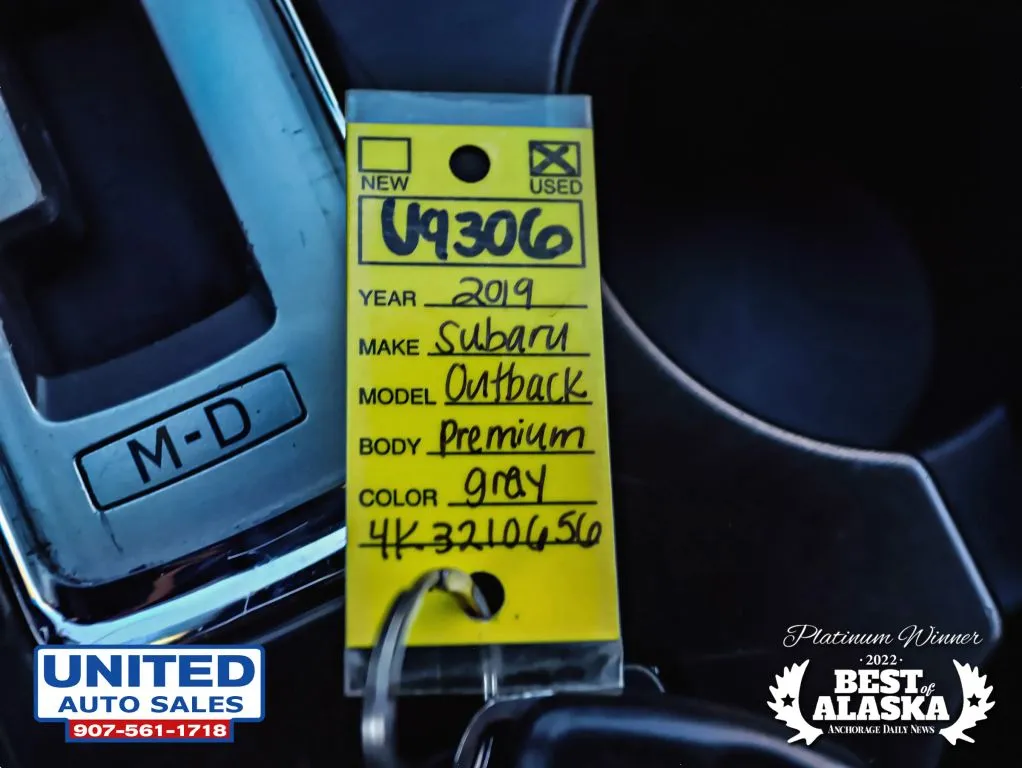 NEW USED
U9306
YEAR 2019
MAKE Subaru
MODEL Outback
BODY premium
COLOR gray
4K3210656
M-D
UNITED
AUTO SALES
907-561-1718
Platinum Winner
·2022·
BEST of
ALASKA
ANCHORAGE DAILY NEWS